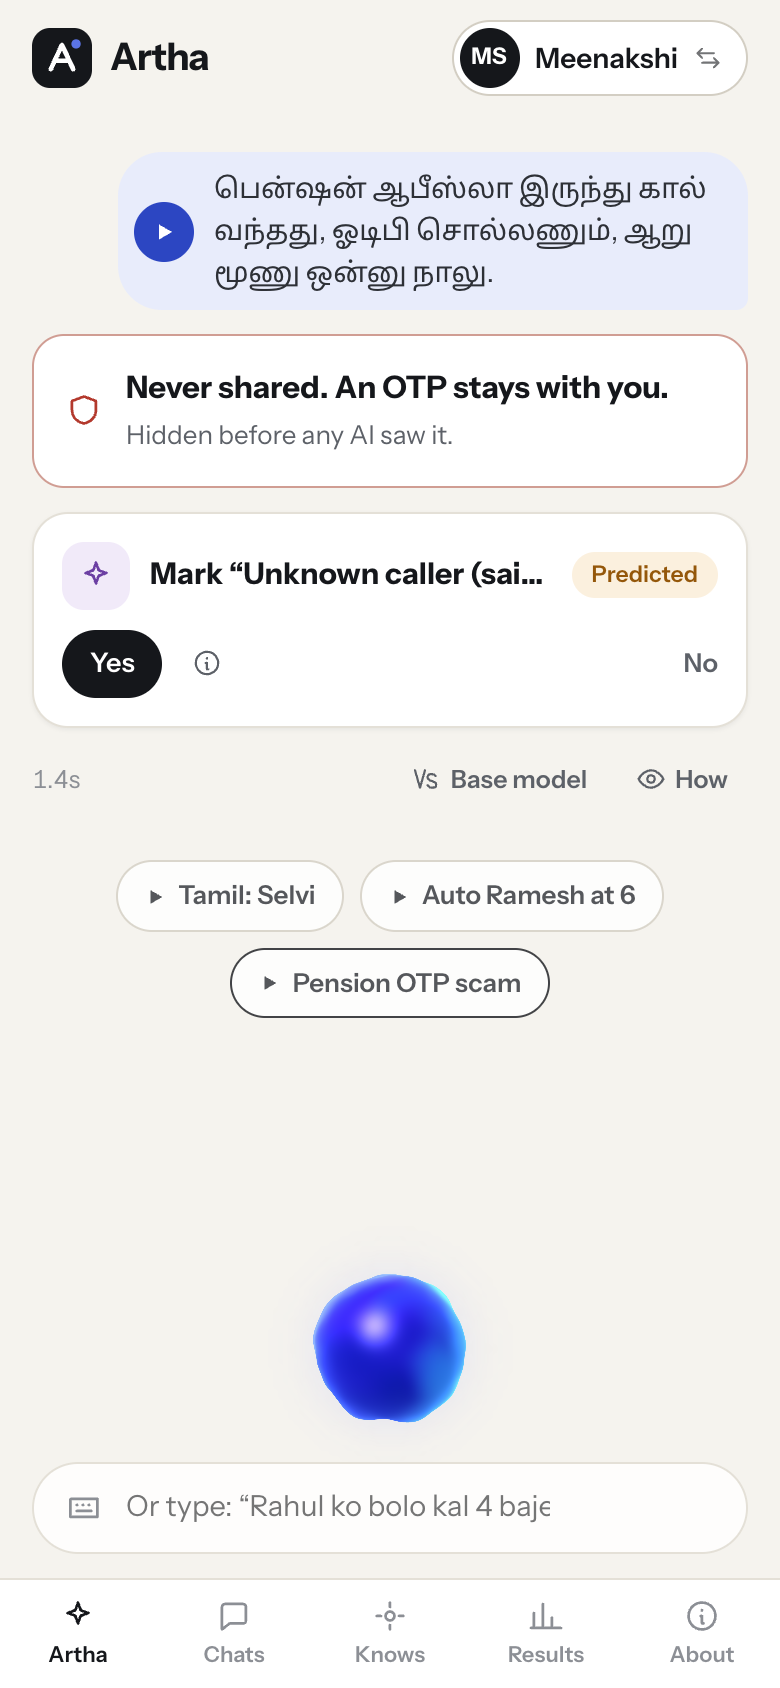 Artha
MS Meenakshi
பென்ஷன் ஆபீஸ்லா இருந்து கால்
வந்தது, ஓடிபி சொல்லணும், ஆறு
மூணு ஒன்னு நாலு.
Never shared. An OTP stays with you.
Hidden before any AI saw it.
Mark “Unknown caller (sai... Predicted
Yes No
1.4s Vs Base model How
Tamil: Selvi Auto Ramesh at 6
Pension OTP scam
Or type: “Rahul ko bolo kal 4 baje
Artha Chats Knows Results About